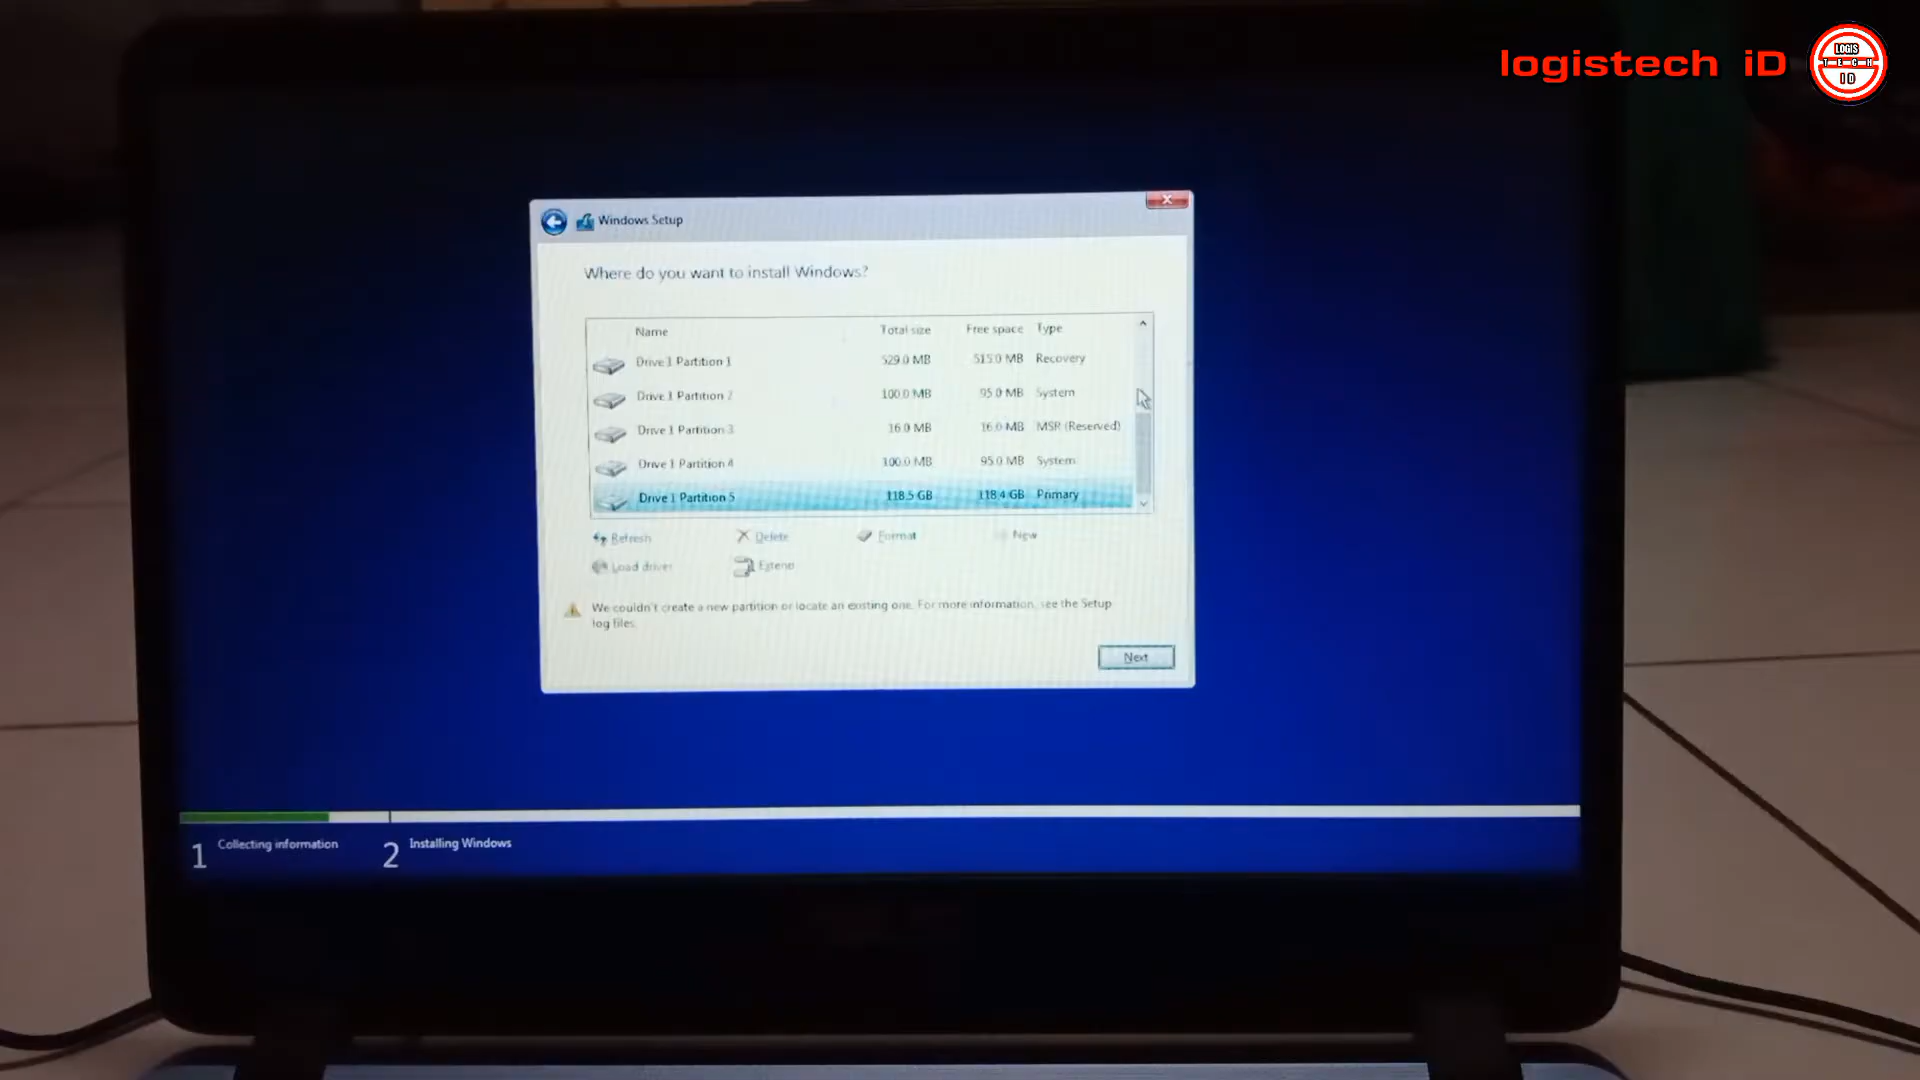 logistech iD
LOGIS
TECH
ID
Windows Setup
Where do you want to install Windows?
Name Total size Free space Type
Drive 1 Partition 1 529.0 MB 515.0 MB Recovery
Drive 1 Partition 2 100.0 MB 95.0 MB System
Drive 1 Partition 3 16.0 MB 16.0 MB MSR (Reserved)
Drive 1 Partition 4 100.0 MB 95.0 MB System
Drive 1 Partition 5 118.5 GB 118.4 GB Primary
Refresh Delete Format New
Load driver Extend
We couldn't create a new partition or locate an existing one. For more information, see the Setup
log files.
Next
1 Collecting information 2 Installing Windows